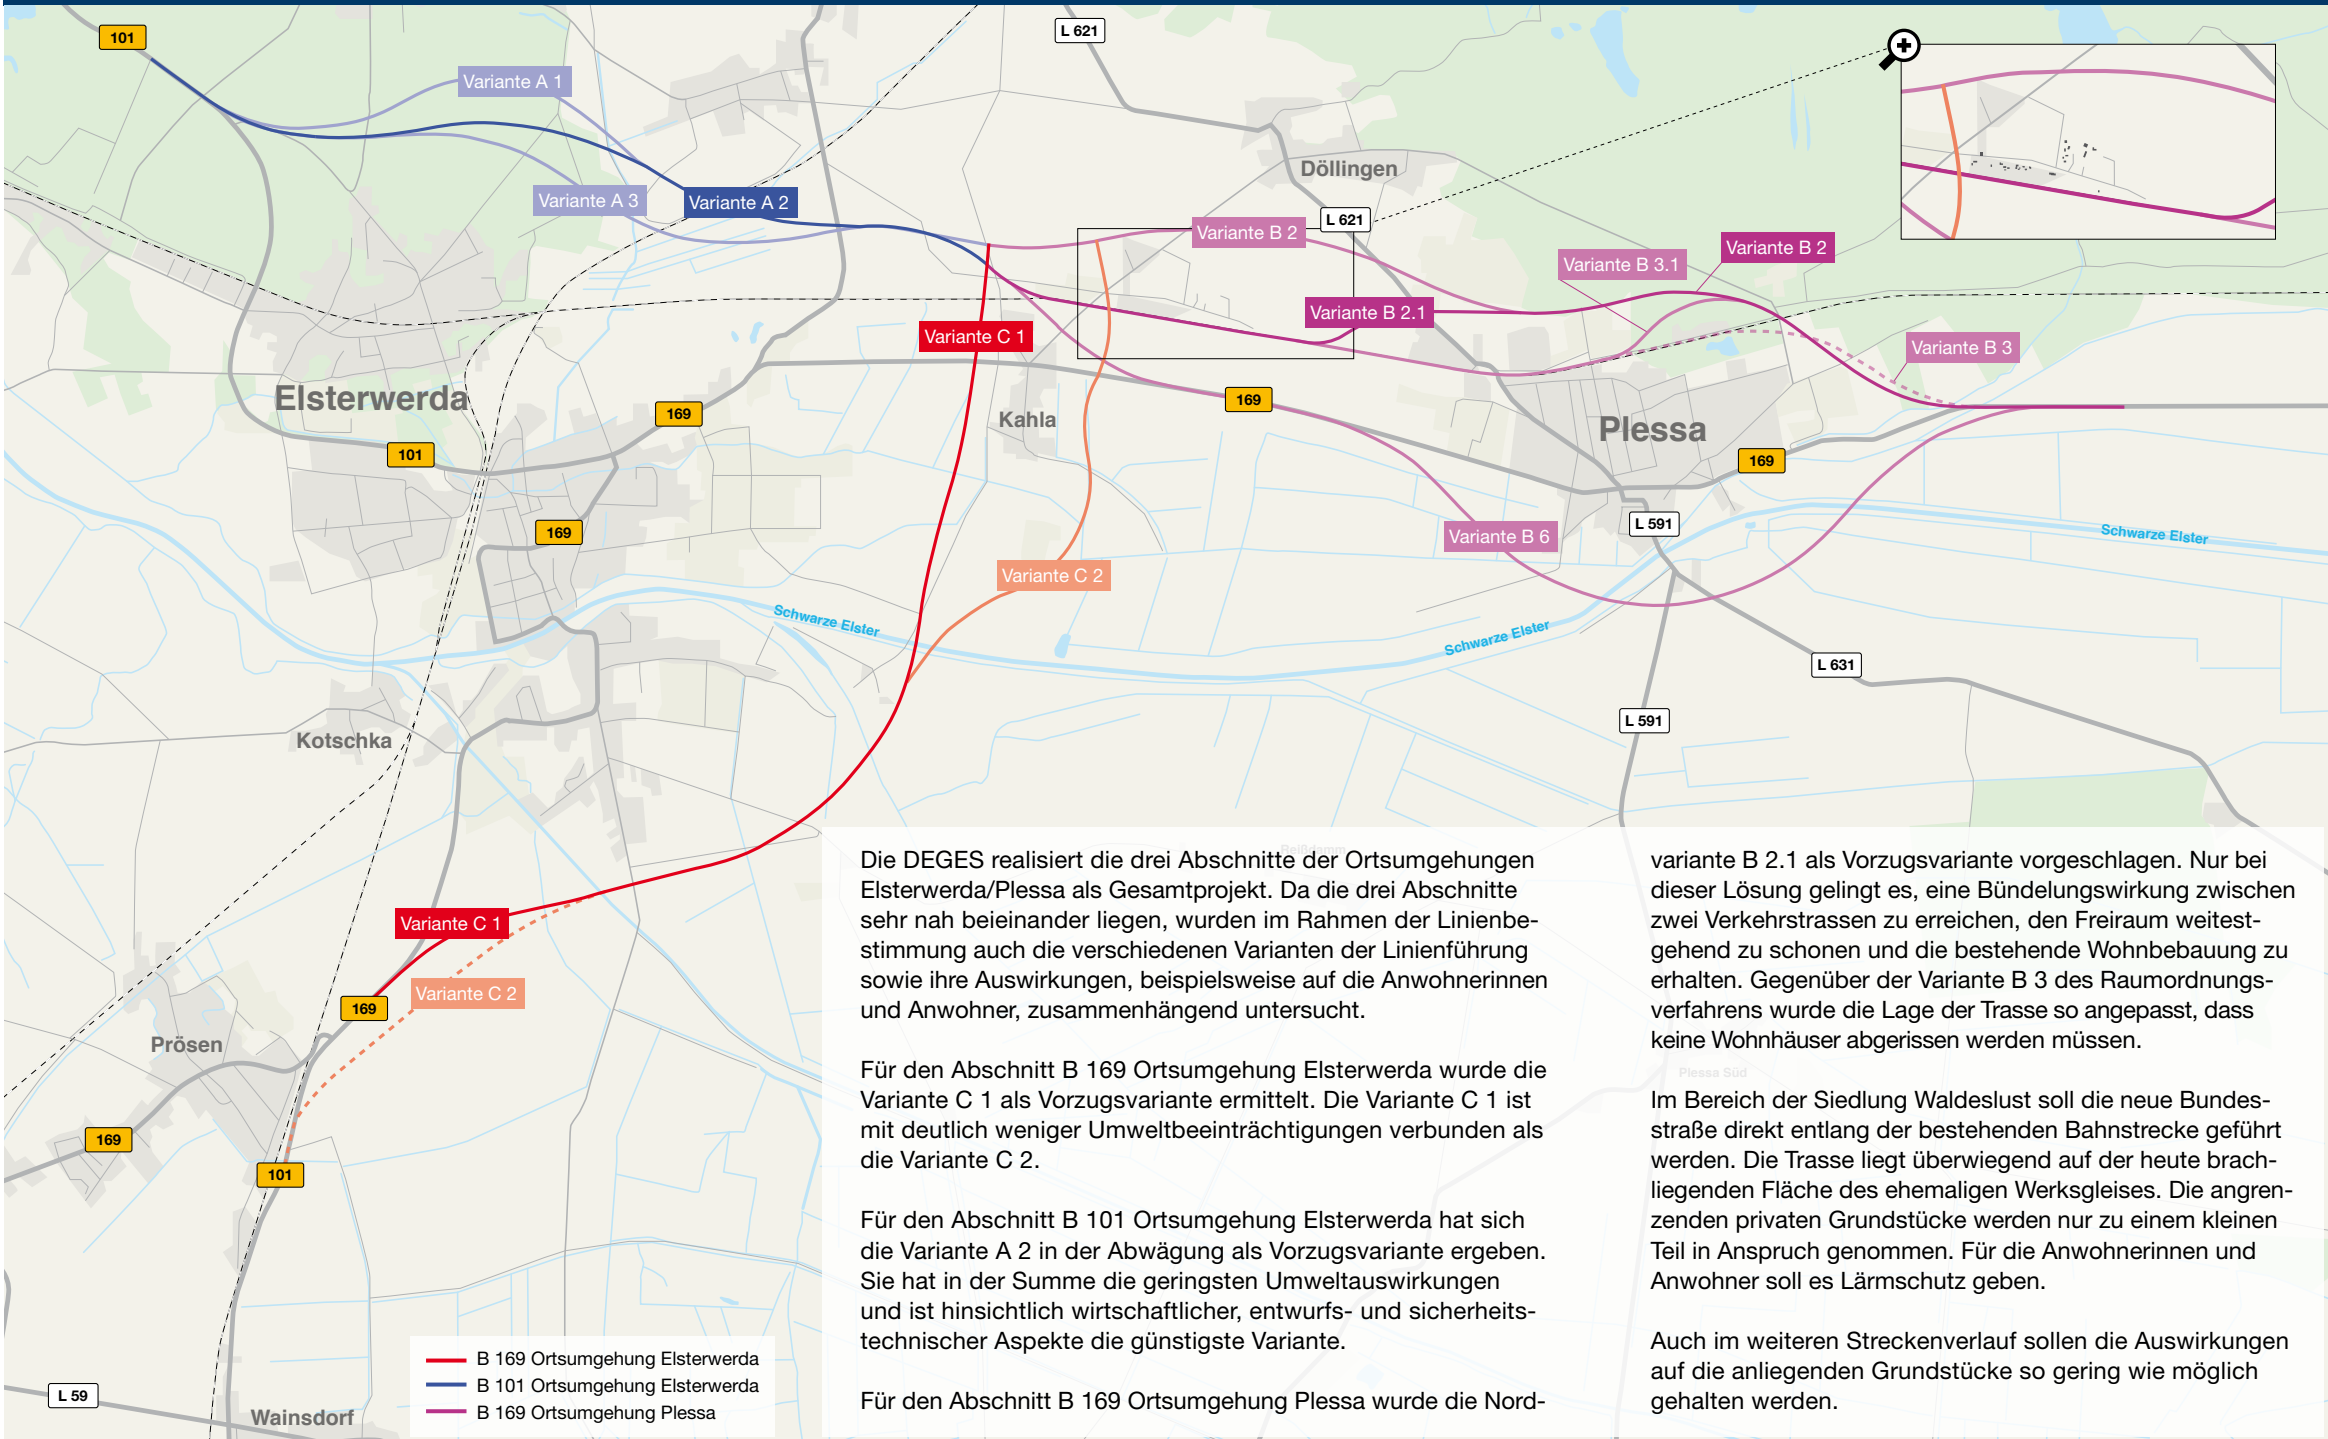 101
L 621
Variante A 1
Döllingen
Variante A 3
Variante A 2
L 621
Variante B 2
Variante B 2
Variante B 3.1
Variante B 2.1
Variante C 1
Variante B 3
Elsterwerda
169
Kahla
169
Plessa
101
169
169
L 591
Variante B 6
Schwarze Elster
Variante C 2
Schwarze Elster
Schwarze Elster
L 631
L 591
Kotschka
Variante C 1
Variante C 2
169
Prösen
169
101
L 59
Wainsdorf
B 169 Ortsumgehung Elsterwerda
B 101 Ortsumgehung Elsterwerda
B 169 Ortsumgehung Plessa
Reißdamm
Plessa Süd
Die DEGES realisiert die drei Abschnitte der Ortsumgehungen
Elsterwerda/Plessa als Gesamtprojekt. Da die drei Abschnitte
sehr nah beieinander liegen, wurden im Rahmen der Linienbe-
stimmung auch die verschiedenen Varianten der Linienführung
sowie ihre Auswirkungen, beispielsweise auf die Anwohnerinnen
und Anwohner, zusammenhängend untersucht.
Für den Abschnitt B 169 Ortsumgehung Elsterwerda wurde die
Variante C 1 als Vorzugsvariante ermittelt. Die Variante C 1 ist
mit deutlich weniger Umweltbeeinträchtigungen verbunden als
die Variante C 2.
Für den Abschnitt B 101 Ortsumgehung Elsterwerda hat sich
die Variante A 2 in der Abwägung als Vorzugsvariante ergeben.
Sie hat in der Summe die geringsten Umweltauswirkungen
und ist hinsichtlich wirtschaftlicher, entwurfs- und sicherheits-
technischer Aspekte die günstigste Variante.
Für den Abschnitt B 169 Ortsumgehung Plessa wurde die Nord-
variante B 2.1 als Vorzugsvariante vorgeschlagen. Nur bei
dieser Lösung gelingt es, eine Bündelungswirkung zwischen
zwei Verkehrstrassen zu erreichen, den Freiraum weitest-
gehend zu schonen und die bestehende Wohnbebauung zu
erhalten. Gegenüber der Variante B 3 des Raumordnungs-
verfahrens wurde die Lage der Trasse so angepasst, dass
keine Wohnhäuser abgerissen werden müssen.
Im Bereich der Siedlung Waldeslust soll die neue Bundes-
straße direkt entlang der bestehenden Bahnstrecke geführt
werden. Die Trasse liegt überwiegend auf der heute brach-
liegenden Fläche des ehemaligen Werksgleises. Die angren-
zenden privaten Grundstücke werden nur zu einem kleinen
Teil in Anspruch genommen. Für die Anwohnerinnen und
Anwohner soll es Lärmschutz geben.
Auch im weiteren Streckenverlauf sollen die Auswirkungen
auf die anliegenden Grundstücke so gering wie möglich
gehalten werden.